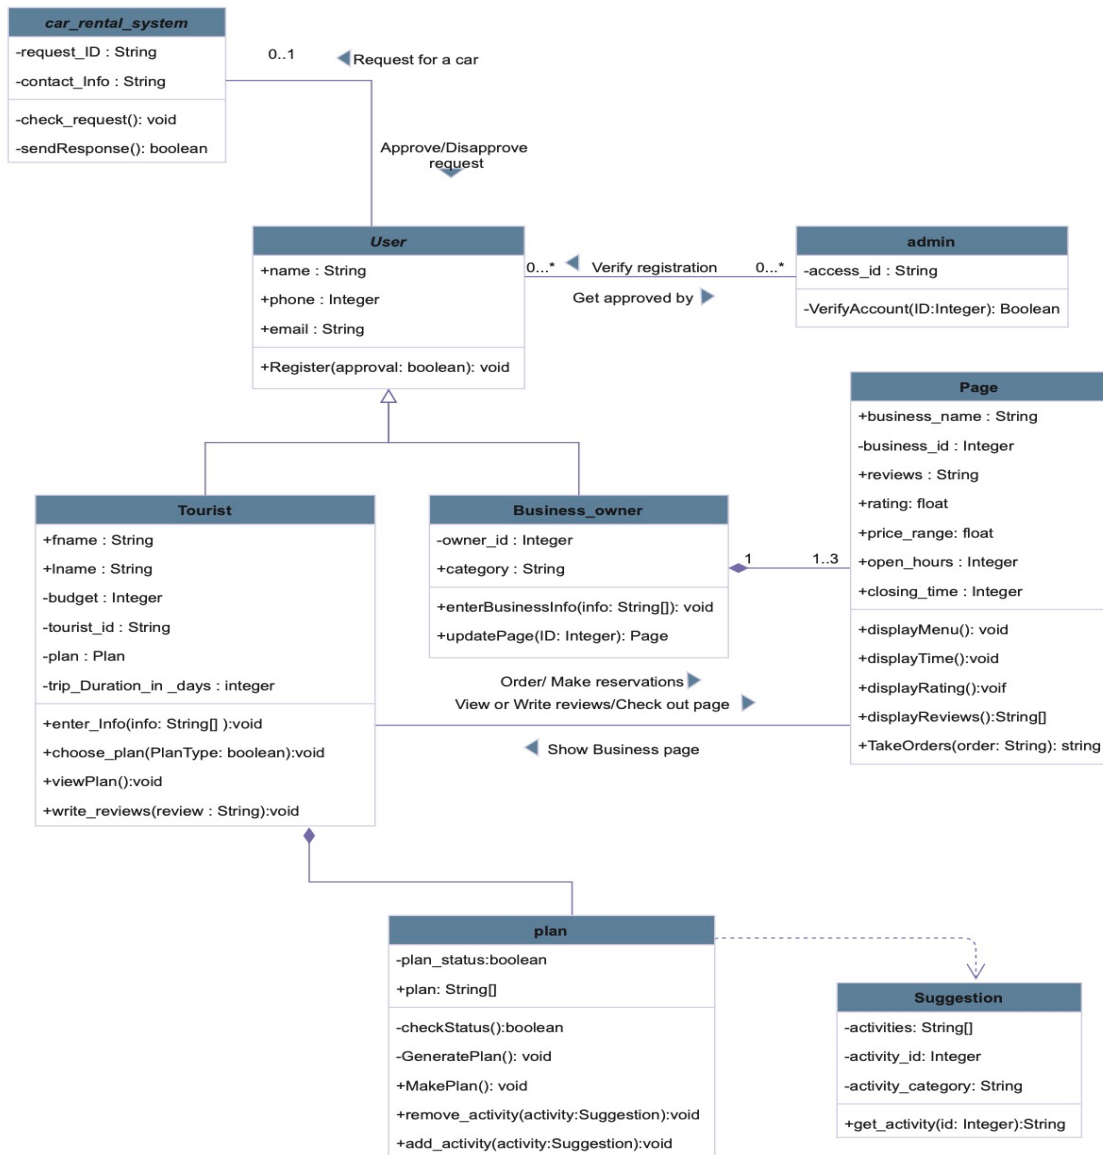 car_rental_system
-request_ID : String
-contact_Info : String
-check_request(): void
-sendResponse(): boolean
0..1
Request for a car
Approve/Disapprove
request
User
+name : String
+phone : Integer
+email : String
+Register(approval: boolean): void
0...*
Verify registration
0...*
Get approved by
admin
-access_id : String
-VerifyAccount(ID:Integer): Boolean
Page
+business_name : String
-business_id : Integer
+reviews : String
+rating: float
+price_range: float
+open_hours : Integer
+closing_time : Integer
+displayMenu(): void
+displayTime():void
+displayRating():voif
+displayReviews():String[]
+TakeOrders(order: String): string
Tourist
+fname : String
+lname : String
-budget : Integer
-tourist_id : String
-plan : Plan
-trip_Duration_in _days : integer
+enter_Info(info: String[] ):void
+choose_plan(PlanType: boolean):void
+viewPlan():void
+write_reviews(review : String):void
Business_owner
-owner_id : Integer
+category : String
+enterBusinessInfo(info: String[]): void
+updatePage(ID: Integer): Page
1
1..3
Order/ Make reservations
View or Write reviews/Check out page
Show Business page
plan
-plan_status:boolean
+plan: String[]
-checkStatus():boolean
-GeneratePlan(): void
+MakePlan(): void
+remove_activity(activity:Suggestion):void
+add_activity(activity:Suggestion):void
Suggestion
-activities: String[]
-activity_id: Integer
-activity_category: String
+get_activity(id: Integer):String